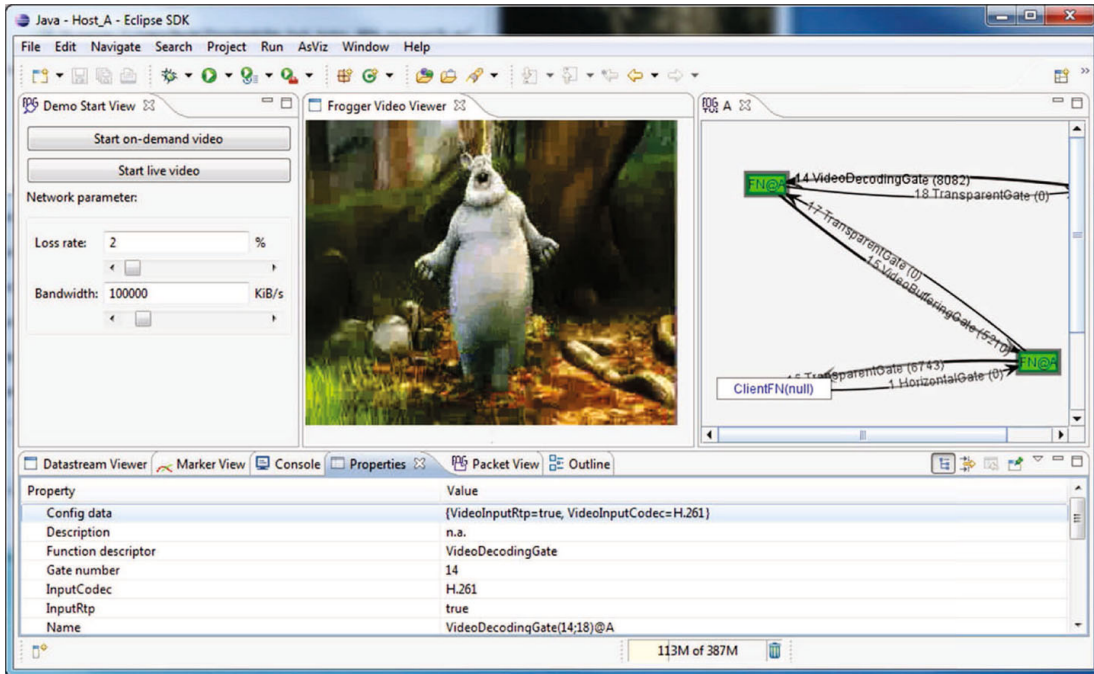 Java - Host_A - Eclipse SDK
File Edit Navigate Search Project Run AsViz Window Help
Demo Start View
Frogger Video Viewer
A
Start on-demand video
Start live video
Network parameter:
Loss rate: 2 %
Bandwidth: 100000 KiB/s
FN@A
14 VideoDecodingGate (8082)
18 TransparentGate (0)
17 TransparentGate (0)
15 VideoBufferingGate (5210)
FN@A
TransparentGate (6743)
1 HorizontalGate (0)
ClientFN(null)
Datastream Viewer Marker View Console Properties Packet View Outline
Property Value
Config data {VideoInputRtp=true, VideoInputCodec=H.261}
Description n.a.
Function descriptor VideoDecodingGate
Gate number 14
InputCodec H.261
InputRtp true
Name VideoDecodingGate(14;18)@A
113M of 387M